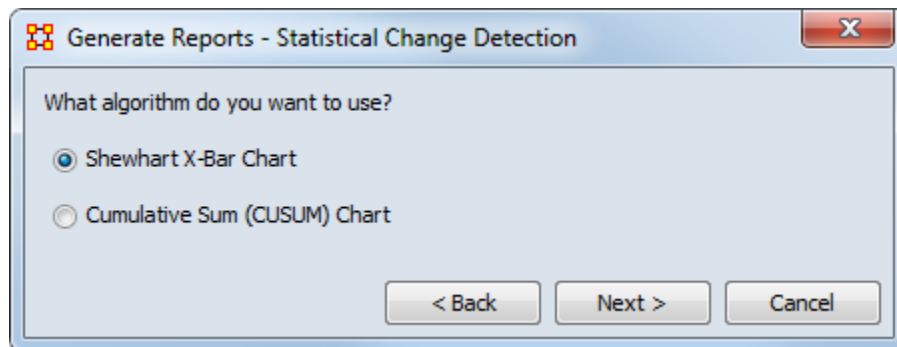 Generate Reports - Statistical Change Detection
What algorithm do you want to use?
Shewhart X-Bar Chart
Cumulative Sum (CUSUM) Chart
< Back Next > Cancel